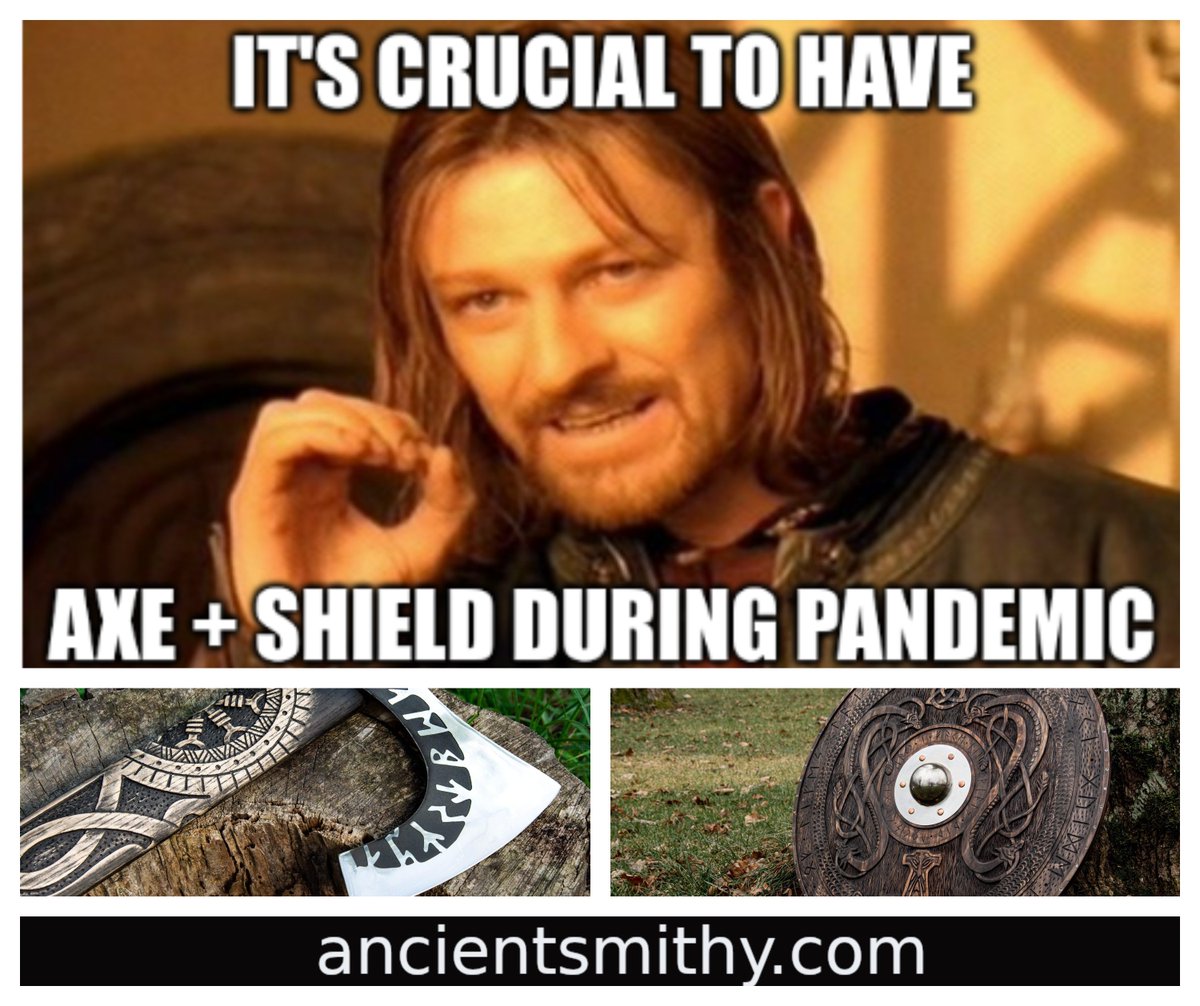 IT'S CRUCIAL TO HAVE
AXE + SHIELD DURING PANDEMIC
ancientsmithy.com